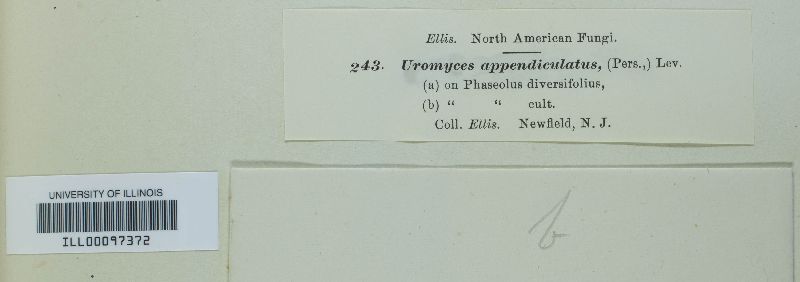 Ellis. North American Fungi.
243. Uromyces appendiculatus, (Pers.,) Lev.
(a) on Phaseolus diversifolius,
(b) “ “ cult.
Coll. Ellis. Newfield, N. J.
UNIVERSITY OF ILLINOIS
ILL00097372
b